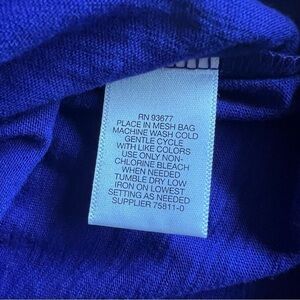 RN 93677
PLACE IN MESH BAG
MACHINE WASH COLD
GENTLE CYCLE
WITH LIKE COLORS
USE ONLY NON-
CHLORINE BLEACH
WHEN NEEDED
TUMBLE DRY LOW
IRON ON LOWEST
SETTING AS NEEDED
SUPPLIER 75811-0